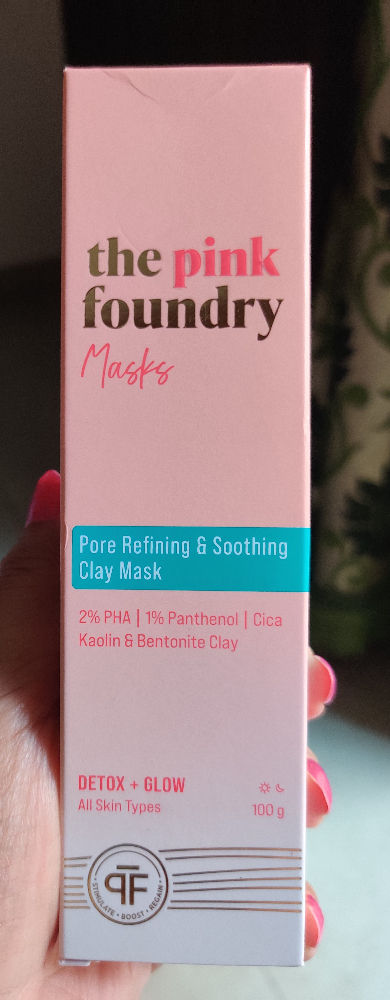 the pink
foundry
Masks
Pore Refining & Soothing
Clay Mask
2% PHA | 1% Panthenol | Cica
Kaolin & Bentonite Clay
DETOX + GLOW
All Skin Types
100 g
PF
STIMULATE • BOOST • REGAIN •